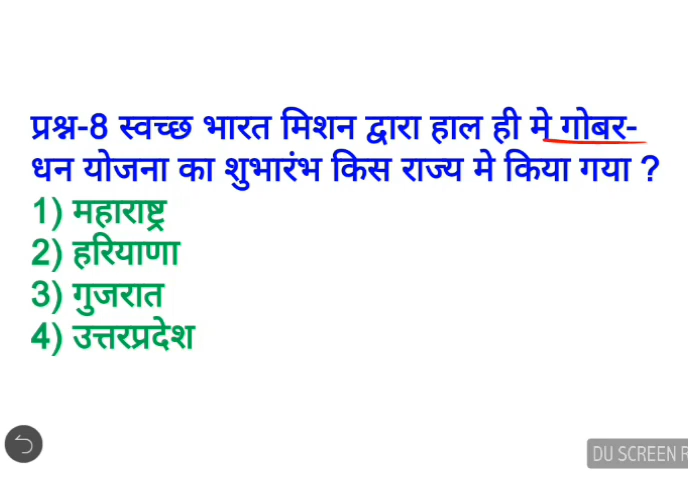 प्रश्न-8 स्वच्छ भारत मिशन द्वारा हाल ही मे गोबर-
धन योजना का शुभारंभ किस राज्य मे किया गया ?
1) महाराष्ट्र
2) हरियाणा
3) गुजरात
4) उत्तरप्रदेश
DU SCREEN